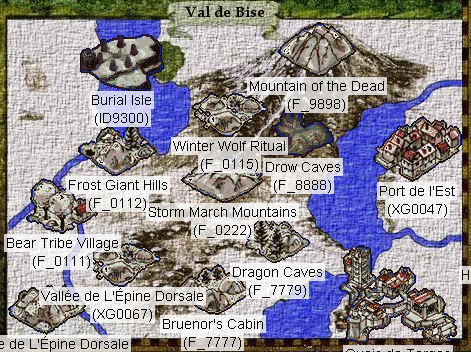 Val de Bise
Mountain of the Dead
(F_9898)
Burial Isle
(ID9300)
Winter Wolf Ritual
(F_0115)
Drow Caves
(F_8888)
Frost Giant Hills
(F_0112)
Port de l'Est
(XG0047)
Storm March Mountains
(F_0222)
Bear Tribe Village
(F_0111)
Dragon Caves
(F_7779)
Vallée de L'Épine Dorsale
(XG0067)
Bruenor's Cabin
(F_7777)
e de L'Épine Dorsale
H